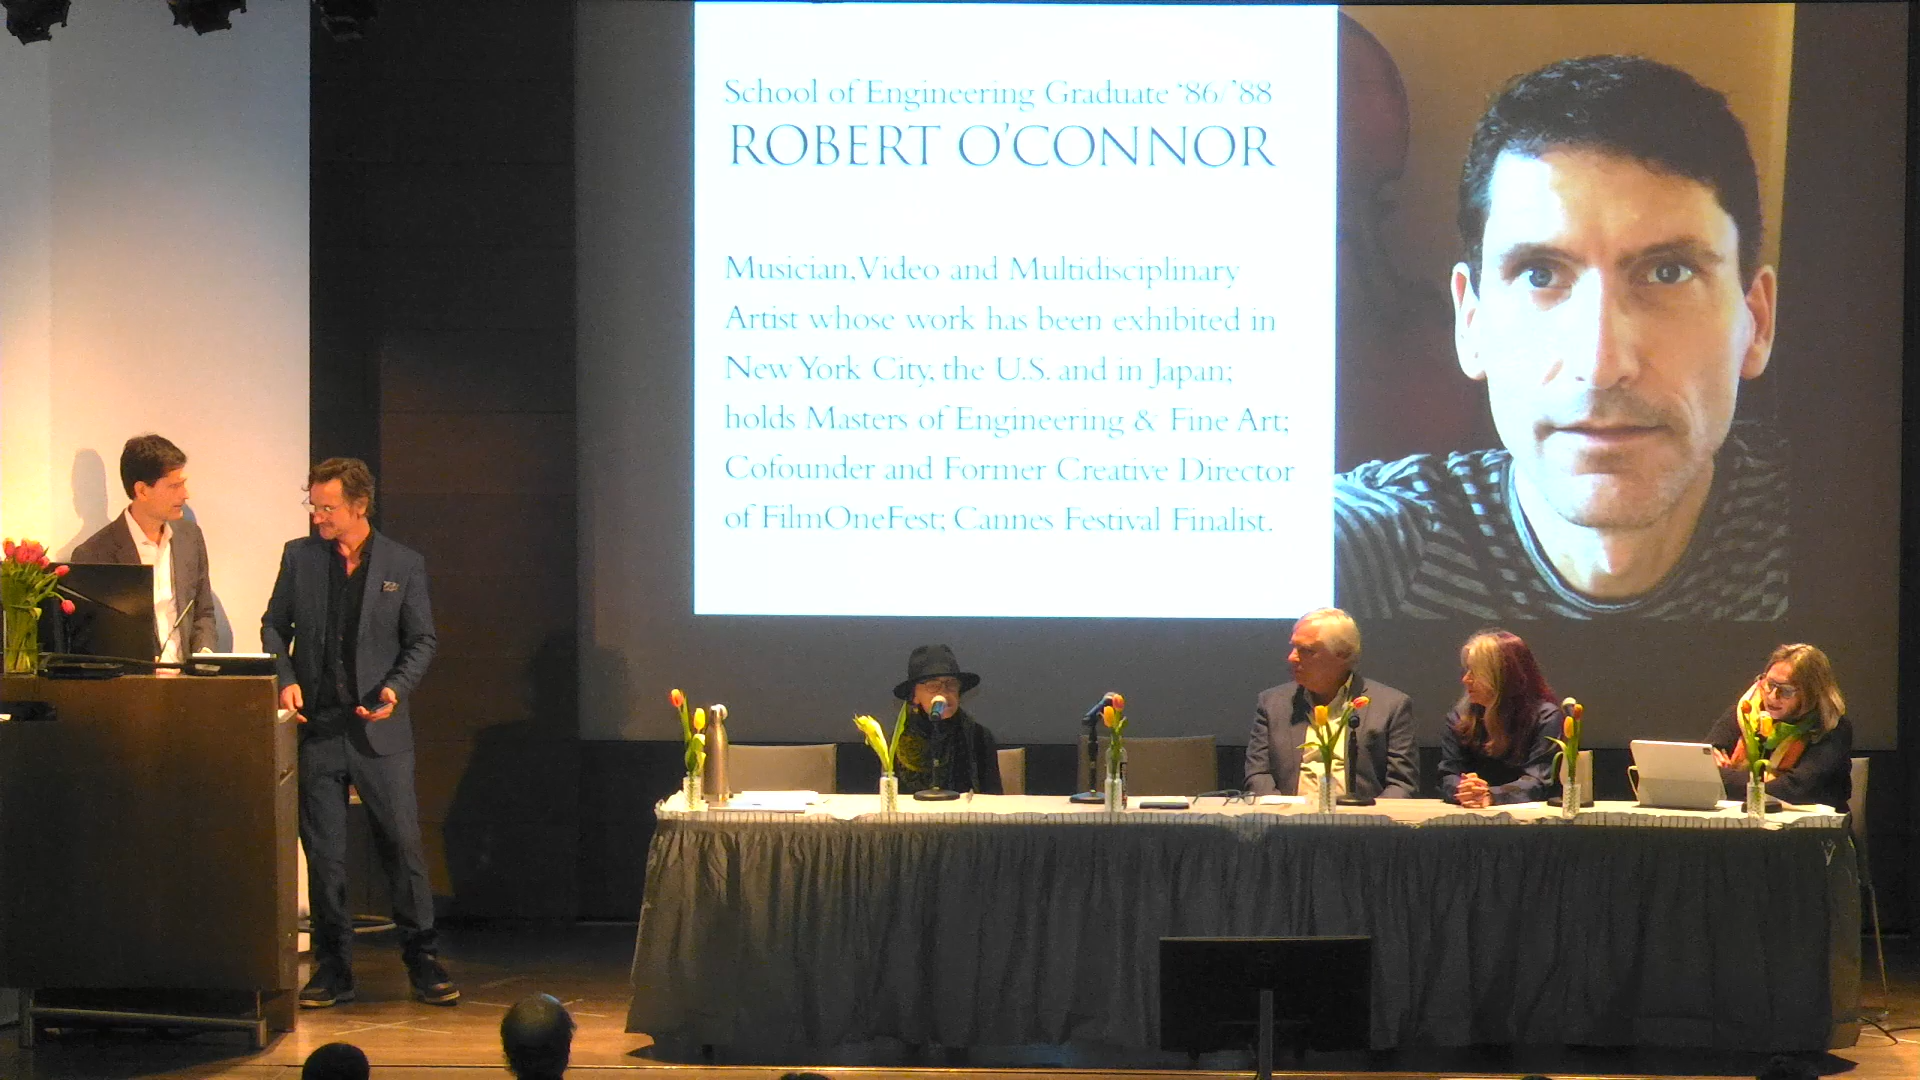 School of Engineering Graduate ‘86/’88
ROBERT O’CONNOR
Musician, Video and Multidisciplinary
Artist whose work has been exhibited in
New York City, the U.S. and in Japan;
holds Masters of Engineering & Fine Art;
Cofounder and Former Creative Director
of FilmOneFest; Cannes Festival Finalist.